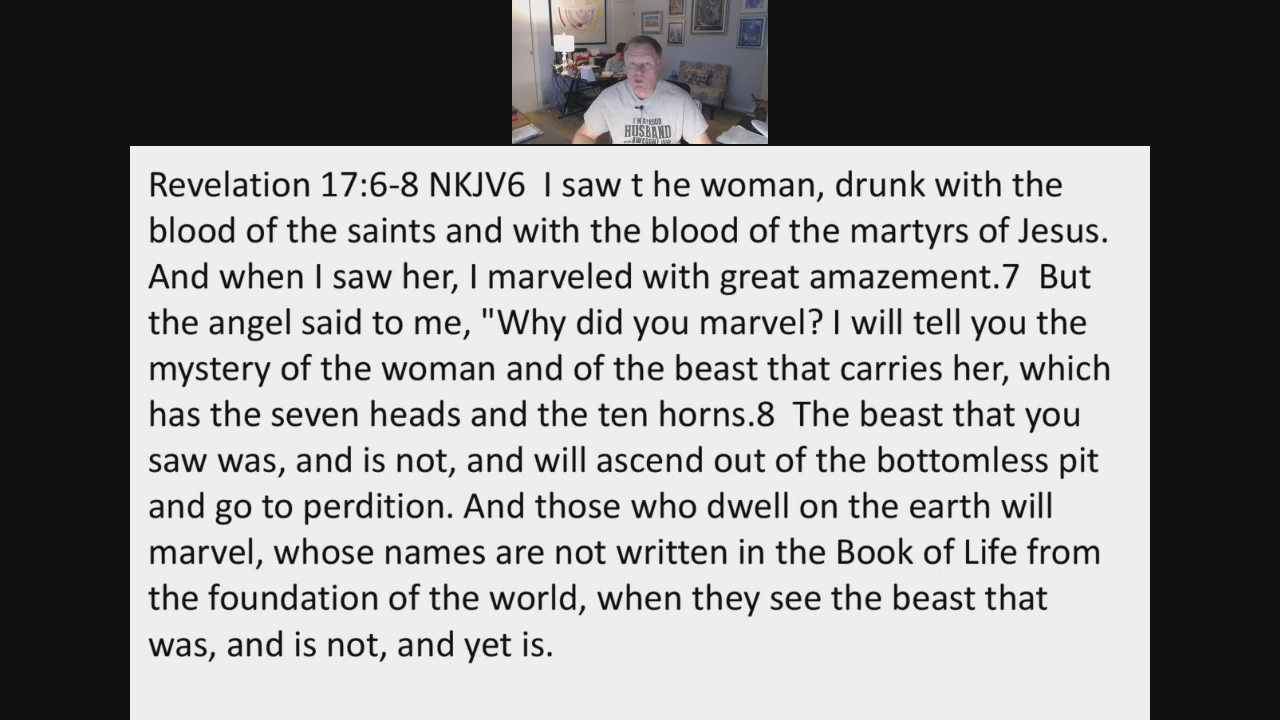 I'M A PROUD
HUSBAND
Revelation 17:6-8 NKJV6  I saw t he woman, drunk with the
blood of the saints and with the blood of the martyrs of Jesus.
And when I saw her, I marveled with great amazement.7  But
the angel said to me, "Why did you marvel? I will tell you the
mystery of the woman and of the beast that carries her, which
has the seven heads and the ten horns.8  The beast that you
saw was, and is not, and will ascend out of the bottomless pit
and go to perdition. And those who dwell on the earth will
marvel, whose names are not written in the Book of Life from
the foundation of the world, when they see the beast that
was, and is not, and yet is.